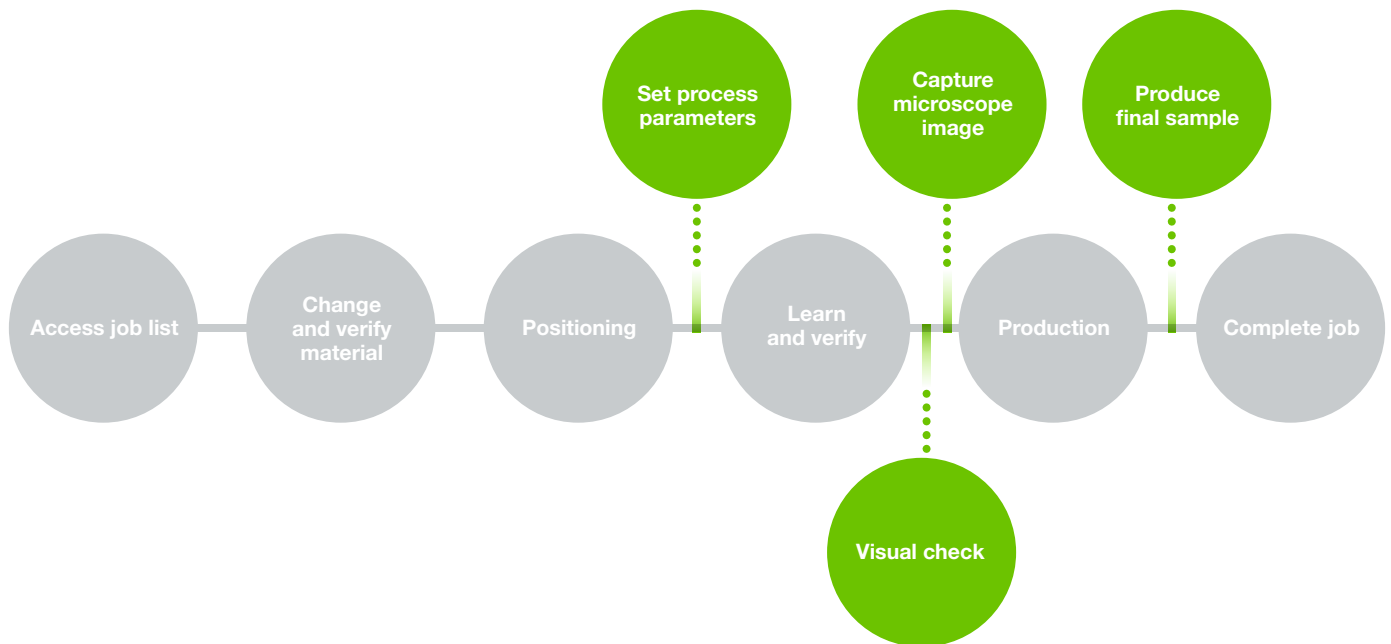 Set process
parameters
Capture
microscope
image
Produce
final sample
Access job list
Change
and verify
material
Positioning
Learn
and verify
Production
Complete job
Visual check